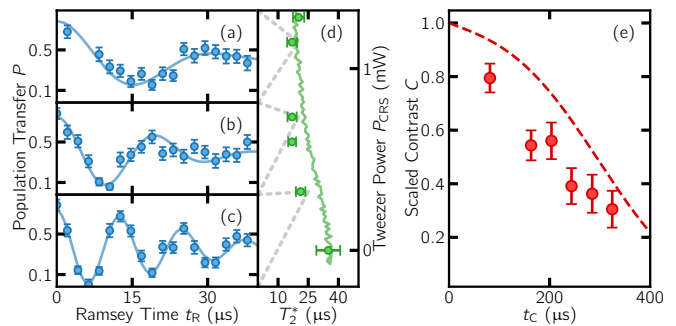 (a)
0.5
0.1
(b)
0.5
0.1
(c)
0.5
0.1
Population Transfer P
0 15 30
Ramsey Time t_R (μs)
(d)
1
0
Tweezer Power P_CRS (mW)
10 25 40
T_2^* (μs)
(e)
1.0
0.8
0.6
0.4
0.2
Scaled Contrast C
0 200 400
t_C (μs)